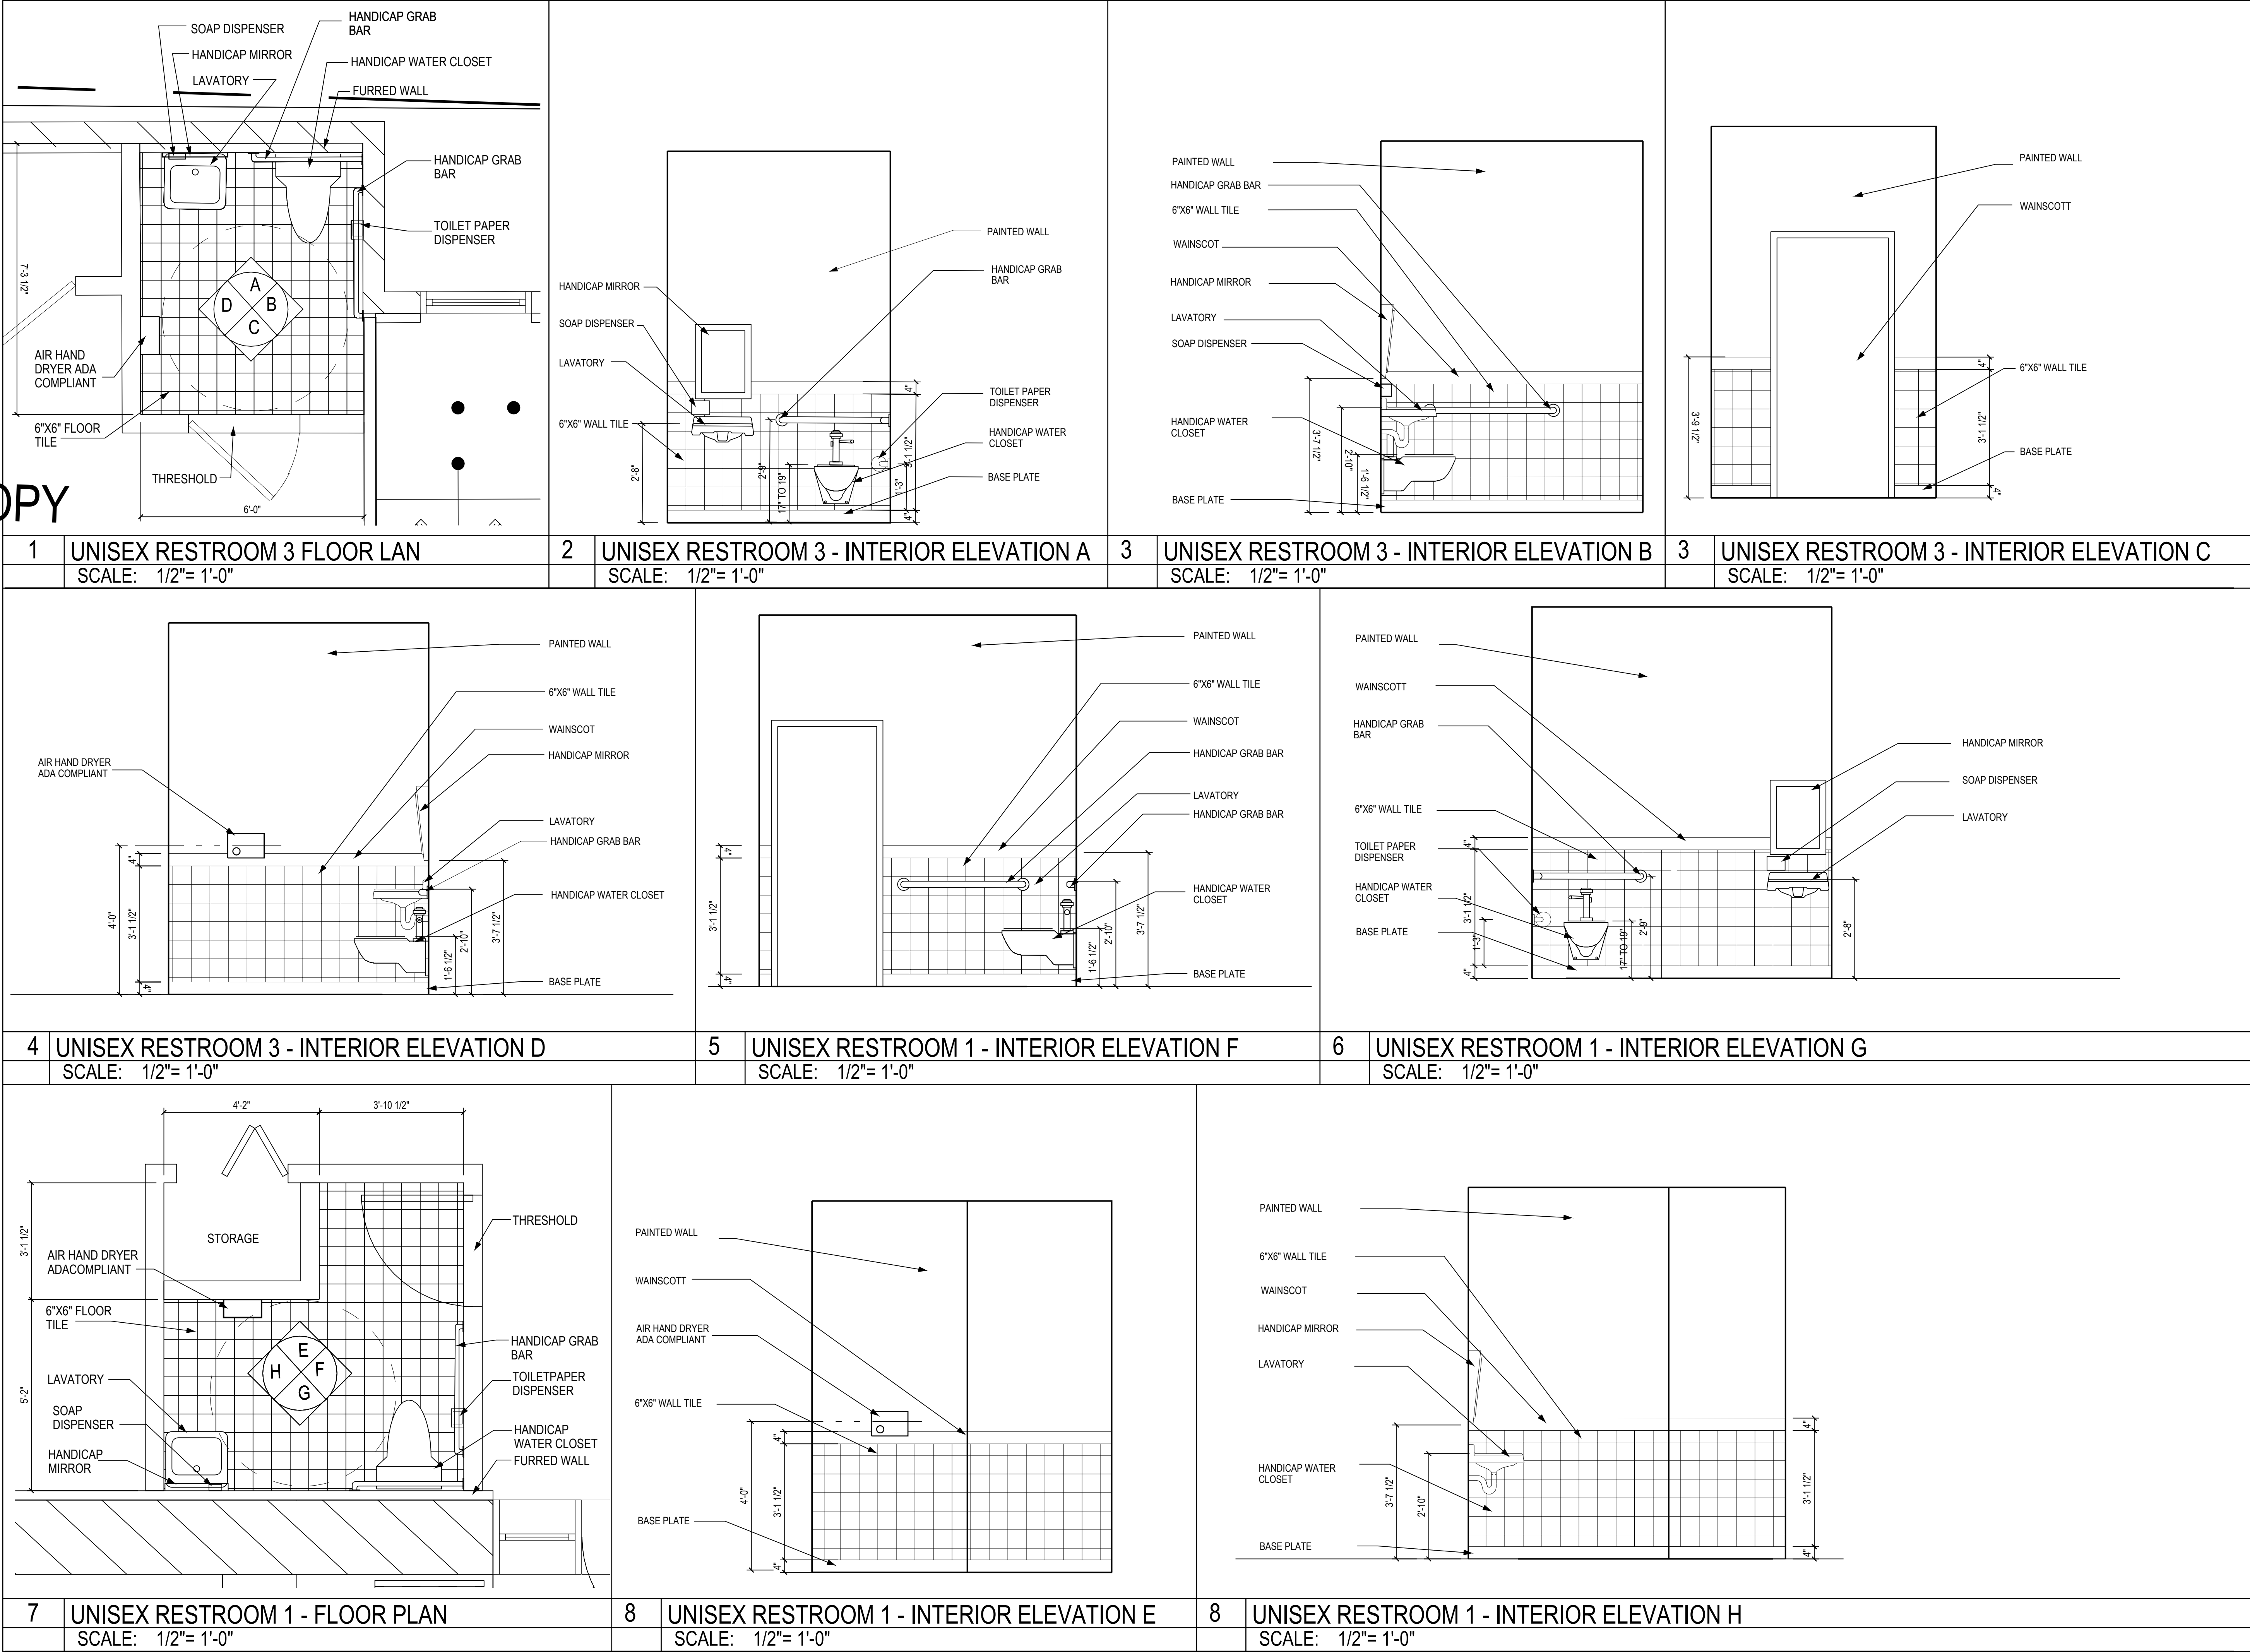 SOAP DISPENSER
HANDICAP MIRROR
LAVATORY
HANDICAP GRAB
BAR
HANDICAP WATER CLOSET
FURRED WALL
HANDICAP GRAB
BAR
TOILET PAPER
DISPENSER
7'-3 1/2"
A
B
C
D
AIR HAND
DRYER ADA
COMPLIANT
6"X6" FLOOR
TILE
THRESHOLD
6'-0"
OPY
1
UNISEX RESTROOM 3 FLOOR LAN
SCALE: 1/2"= 1'-0"
HANDICAP MIRROR
SOAP DISPENSER
LAVATORY
6"X6" WALL TILE
PAINTED WALL
HANDICAP GRAB
BAR
TOILET PAPER
DISPENSER
HANDICAP WATER
CLOSET
BASE PLATE
2'-8"
2'-9"
17" TO 19"
4"
3'-1 1/2"
1'-3"
4"
2
UNISEX RESTROOM 3 - INTERIOR ELEVATION A
SCALE: 1/2"= 1'-0"
PAINTED WALL
HANDICAP GRAB BAR
6"X6" WALL TILE
WAINSCOT
HANDICAP MIRROR
LAVATORY
SOAP DISPENSER
HANDICAP WATER
CLOSET
BASE PLATE
3'-7 1/2"
2'-10"
1'-6 1/2"
3
UNISEX RESTROOM 3 - INTERIOR ELEVATION B
SCALE: 1/2"= 1'-0"
PAINTED WALL
WAINSCOTT
6"X6" WALL TILE
BASE PLATE
3'-9 1/2"
4"
3'-1 1/2"
4"
3
UNISEX RESTROOM 3 - INTERIOR ELEVATION C
SCALE: 1/2"= 1'-0"
AIR HAND DRYER
ADA COMPLIANT
PAINTED WALL
6"X6" WALL TILE
WAINSCOT
HANDICAP MIRROR
LAVATORY
HANDICAP GRAB BAR
HANDICAP WATER CLOSET
BASE PLATE
4'-0"
4"
3'-1 1/2"
4"
1'-6 1/2"
2'-10"
3'-7 1/2"
4
UNISEX RESTROOM 3 - INTERIOR ELEVATION D
SCALE: 1/2"= 1'-0"
PAINTED WALL
6"X6" WALL TILE
WAINSCOT
HANDICAP GRAB BAR
LAVATORY
HANDICAP GRAB BAR
HANDICAP WATER
CLOSET
BASE PLATE
4"
3'-1 1/2"
4"
1'-6 1/2"
2'-10"
3'-7 1/2"
5
UNISEX RESTROOM 1 - INTERIOR ELEVATION F
SCALE: 1/2"= 1'-0"
PAINTED WALL
WAINSCOTT
HANDICAP GRAB
BAR
6"X6" WALL TILE
TOILET PAPER
DISPENSER
HANDICAP WATER
CLOSET
BASE PLATE
HANDICAP MIRROR
SOAP DISPENSER
LAVATORY
4"
3'-1 1/2"
1'-3"
4"
17" TO 19"
2'-9"
2'-8"
6
UNISEX RESTROOM 1 - INTERIOR ELEVATION G
SCALE: 1/2"= 1'-0"
4'-2"
3'-10 1/2"
3'-1 1/2"
5'-2"
STORAGE
AIR HAND DRYER
ADACOMPLIANT
6"X6" FLOOR
TILE
LAVATORY
SOAP
DISPENSER
HANDICAP
MIRROR
E
F
G
H
THRESHOLD
HANDICAP GRAB
BAR
TOILETPAPER
DISPENSER
HANDICAP
WATER CLOSET
FURRED WALL
7
UNISEX RESTROOM 1 - FLOOR PLAN
SCALE: 1/2"= 1'-0"
PAINTED WALL
WAINSCOTT
AIR HAND DRYER
ADA COMPLIANT
6"X6" WALL TILE
BASE PLATE
4'-0"
4"
3'-1 1/2"
4"
8
UNISEX RESTROOM 1 - INTERIOR ELEVATION E
SCALE: 1/2"= 1'-0"
PAINTED WALL
6"X6" WALL TILE
WAINSCOT
HANDICAP MIRROR
LAVATORY
HANDICAP WATER
CLOSET
BASE PLATE
3'-7 1/2"
2'-10"
4"
3'-1 1/2"
4"
8
UNISEX RESTROOM 1 - INTERIOR ELEVATION H
SCALE: 1/2"= 1'-0"